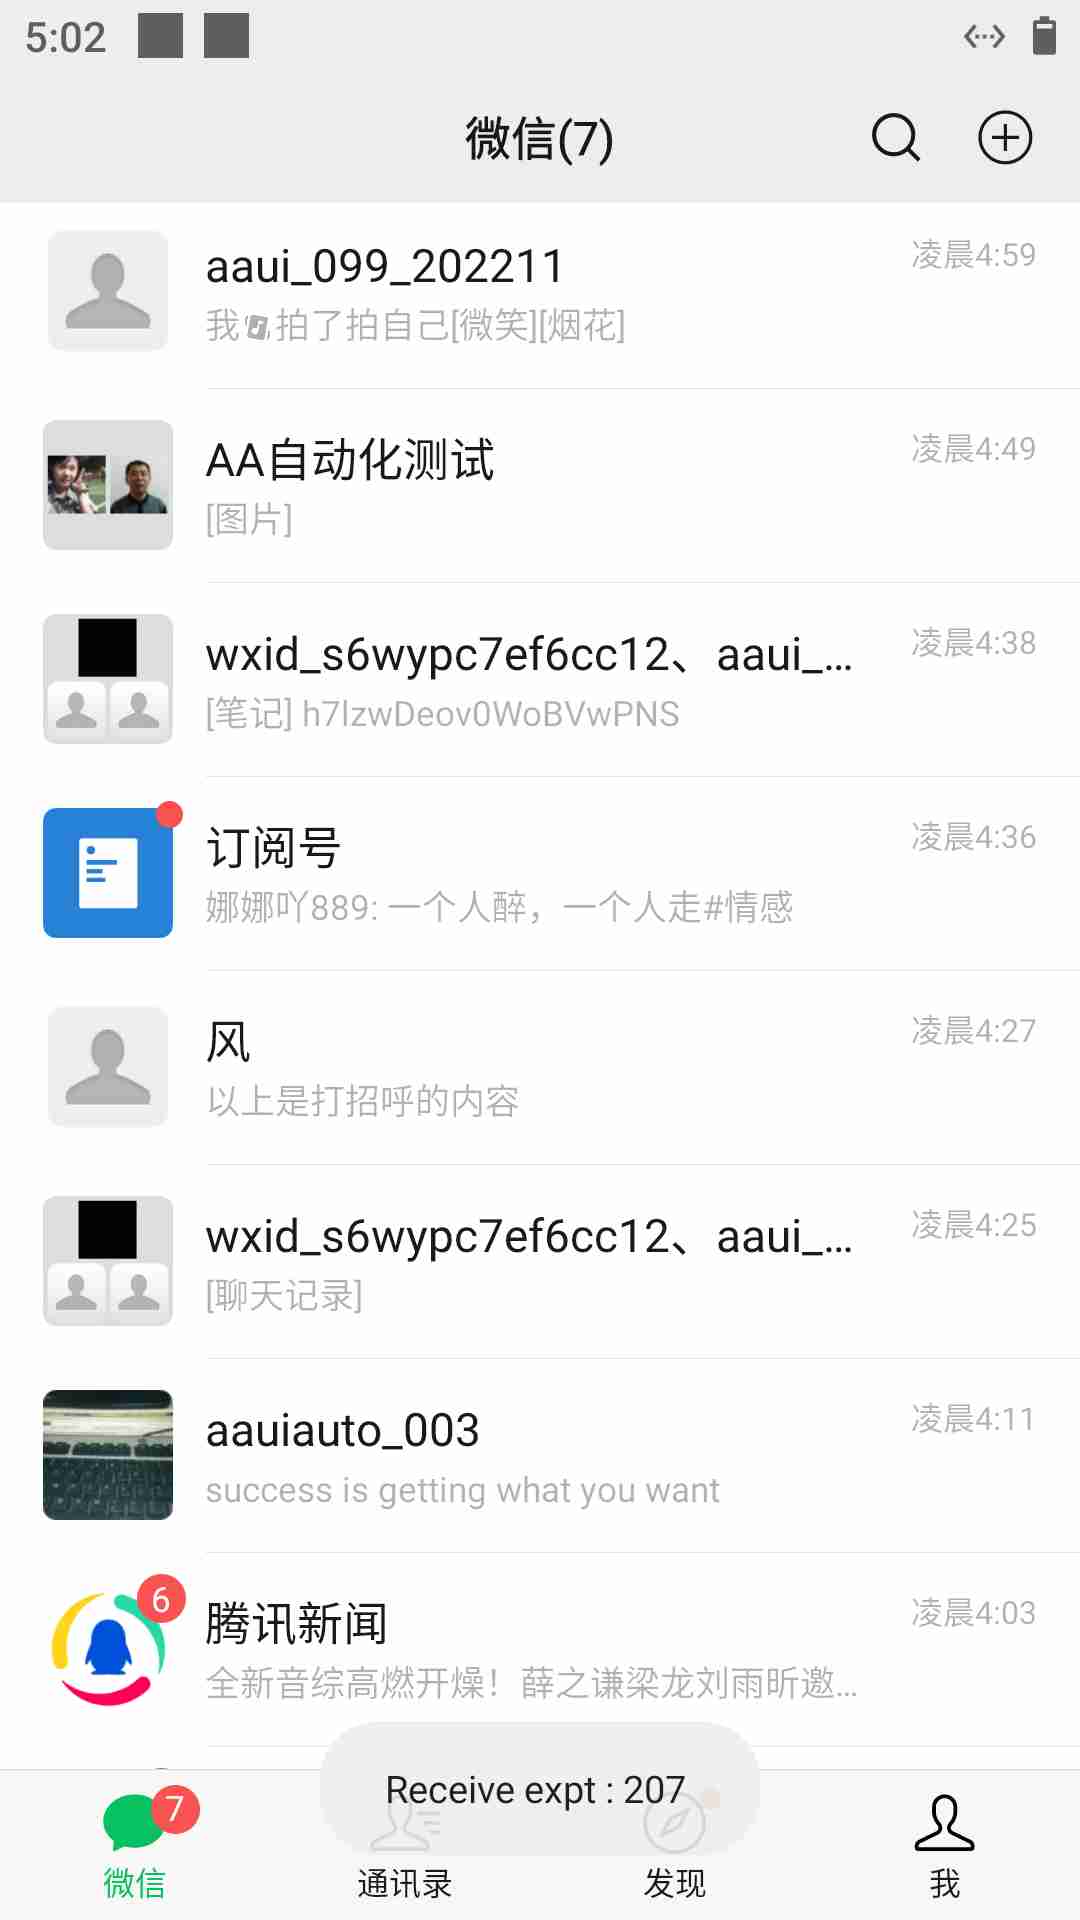 5:02
微信(7)
aaui_099_202211
凌晨4:59
我拍了拍自己[微笑][烟花]
AA自动化测试
凌晨4:49
[图片]
wxid_s6wypc7ef6cc12、aaui_...
凌晨4:38
[笔记] h7lzwDeov0WoBVwPNS
订阅号
凌晨4:36
娜娜吖889: 一个人醉，一个人走#情感
风
凌晨4:27
以上是打招呼的内容
wxid_s6wypc7ef6cc12、aaui_...
凌晨4:25
[聊天记录]
aauiauto_003
凌晨4:11
success is getting what you want
6
腾讯新闻
凌晨4:03
全新音综高燃开燥！薛之谦梁龙刘雨昕邀...
Receive expt : 207
7
微信
通讯录
发现
我